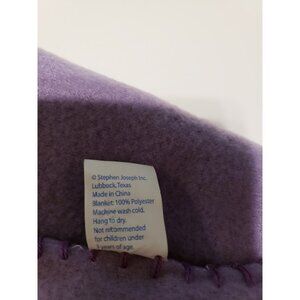 © Stephen Joseph Inc.
Lubbock, Texas
Made in China
Blanket: 100% Polyester
Machine wash cold.
Hang to dry.
Not recommended
for children under
3 years of age.